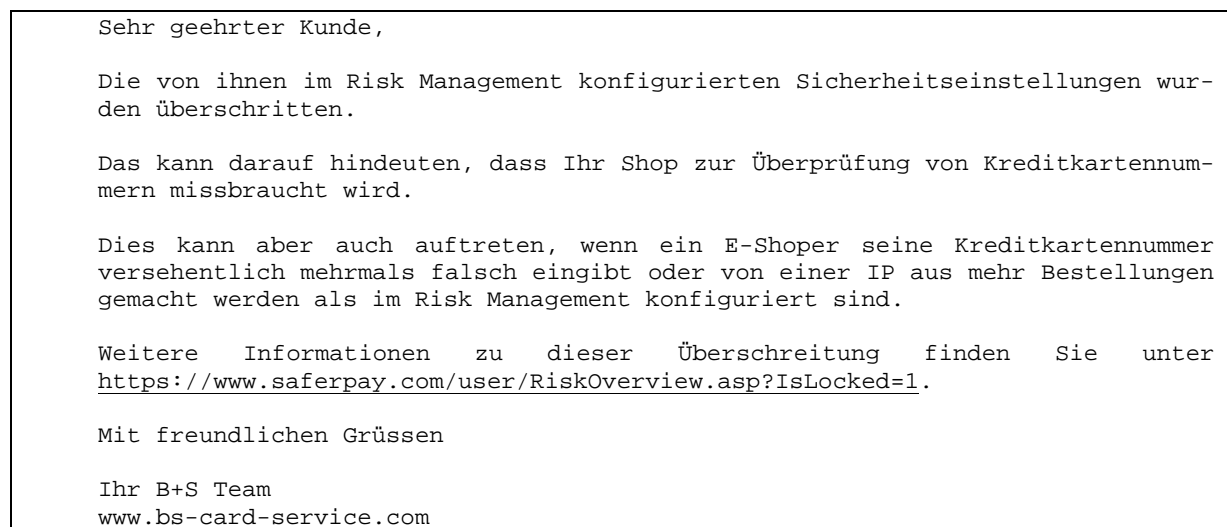 Sehr geehrter Kunde,
Die von ihnen im Risk Management konfigurierten Sicherheitseinstellungen wur-
den überschritten.
Das kann darauf hindeuten, dass Ihr Shop zur Überprüfung von Kreditkartennum-
mern missbraucht wird.
Dies kann aber auch auftreten, wenn ein E-Shoper seine Kreditkartennummer
versehentlich mehrmals falsch eingibt oder von einer IP aus mehr Bestellungen
gemacht werden als im Risk Management konfiguriert sind.
Weitere Informationen zu dieser Überschreitung finden Sie unter
https://www.saferpay.com/user/RiskOverview.asp?IsLocked=1.
Mit freundlichen Grüssen
Ihr B+S Team
www.bs-card-service.com